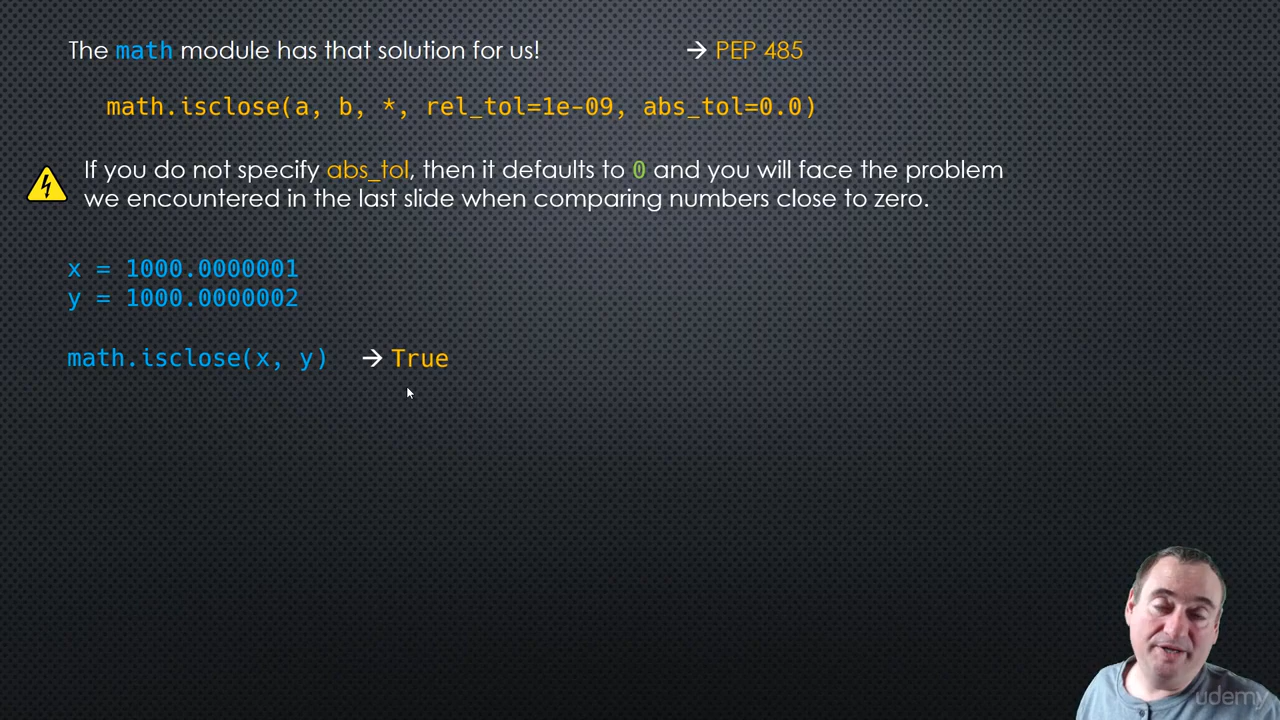 The math module has that solution for us! → PEP 485
math.isclose(a, b, *, rel_tol=1e-09, abs_tol=0.0)
If you do not specify abs_tol, then it defaults to 0 and you will face the problem
we encountered in the last slide when comparing numbers close to zero.
x = 1000.0000001
y = 1000.0000002
math.isclose(x, y) → True
udemy